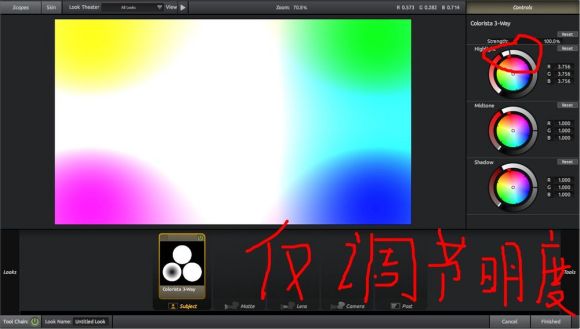 Scopes Skin Look Theater All Looks View Zoom: 70.8% R 0.573 G 0.282 B 0.714 Controls
Colorista 3-Way
Strength: 100.0% Reset
Highlight Reset
R 3.756
G 3.756
B 3.756
Midtone Reset
R 1.000
G 1.000
B 1.000
Shadow Reset
R 1.000
G 1.000
B 1.000
仅调节明度
Looks Colorista 3-Way Tools
Subject Matte Lens Camera Post
Tool Chain: Look Name: Untitled Look Cancel Finished